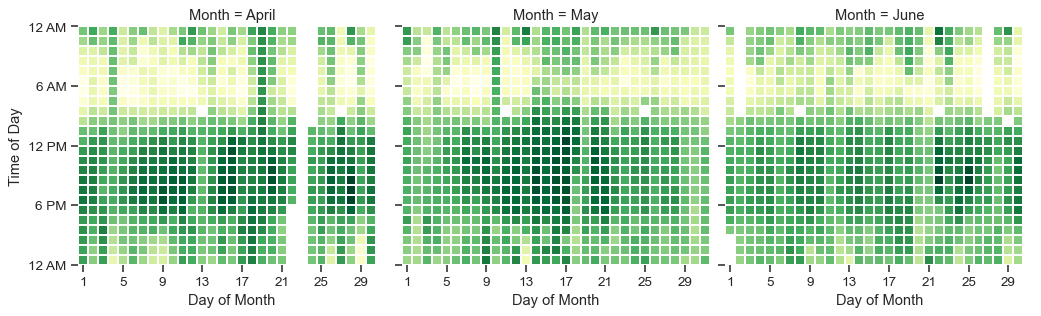 Month = April
Month = May
Month = June
12 AM
6 AM
12 PM
6 PM
12 AM
Time of Day
1 5 9 13 17 21 25 29
1 5 9 13 17 21 25 29
1 5 9 13 17 21 25 29
Day of Month
Day of Month
Day of Month